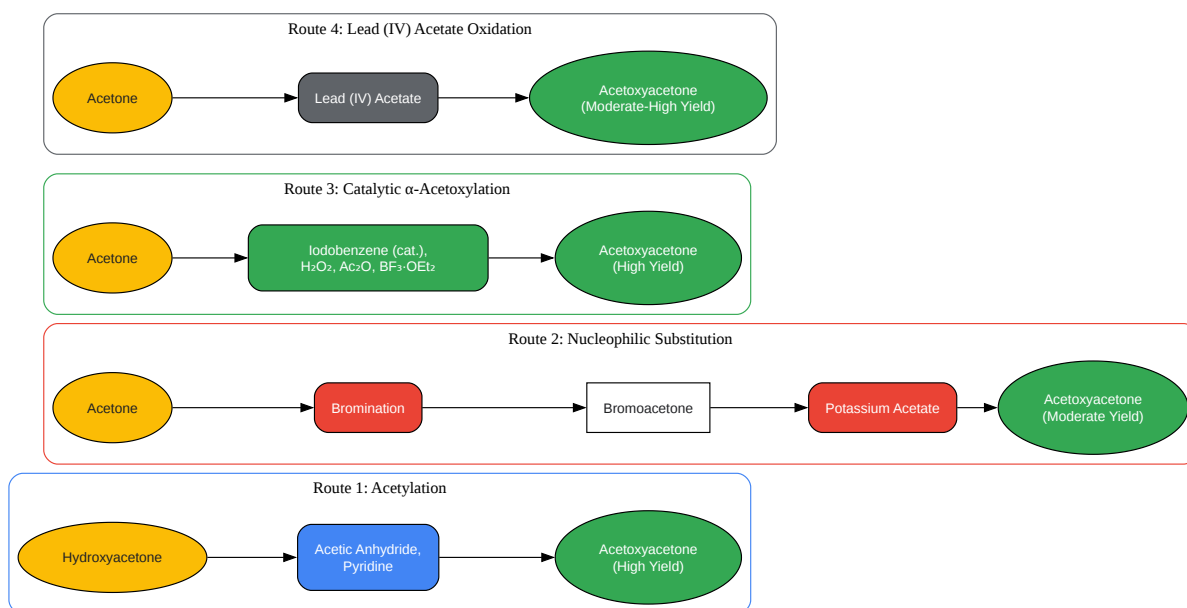 Route 4: Lead (IV) Acetate Oxidation
Acetone
Lead (IV) Acetate
Acetoxyacetone
(Moderate-High Yield)
Route 3: Catalytic α-Acetoxylation
Acetone
Iodobenzene (cat.),
H₂O₂, Ac₂O, BF₃·OEt₂
Acetoxyacetone
(High Yield)
Route 2: Nucleophilic Substitution
Acetone
Bromination
Bromoacetone
Potassium Acetate
Acetoxyacetone
(Moderate Yield)
Route 1: Acetylation
Hydroxyacetone
Acetic Anhydride,
Pyridine
Acetoxyacetone
(High Yield)